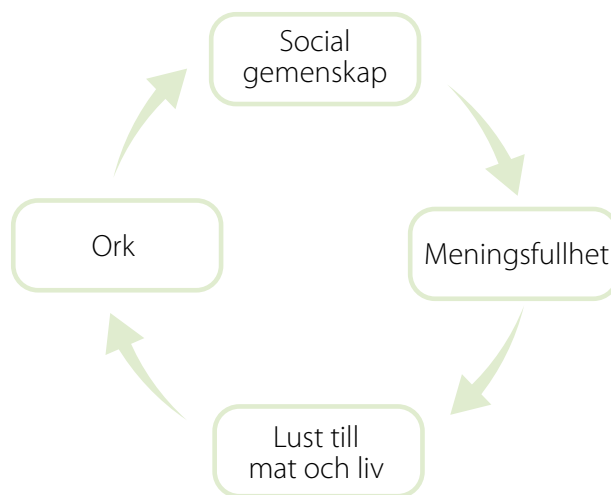 Social
gemenskap
Ork
Meningsfullhet
Lust till
mat och liv